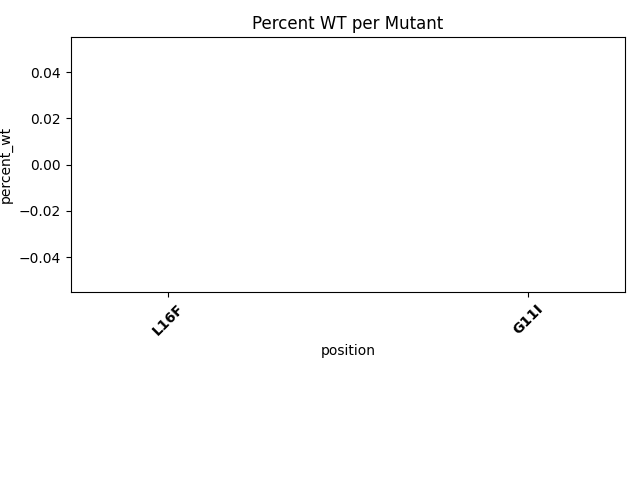 Percent WT per Mutant
percent_wt
0.04
0.02
0.00
−0.02
−0.04
L16F
G11I
position